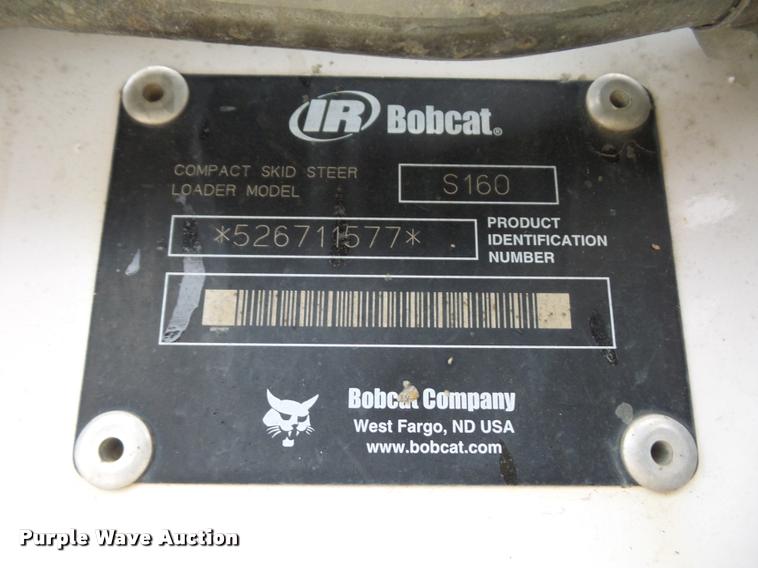 IR Bobcat®
COMPACT SKID STEER
LOADER MODEL
S160
*526711577*
PRODUCT
IDENTIFICATION
NUMBER
Bobcat Company
West Fargo, ND USA
www.bobcat.com
Purple Wave Auction